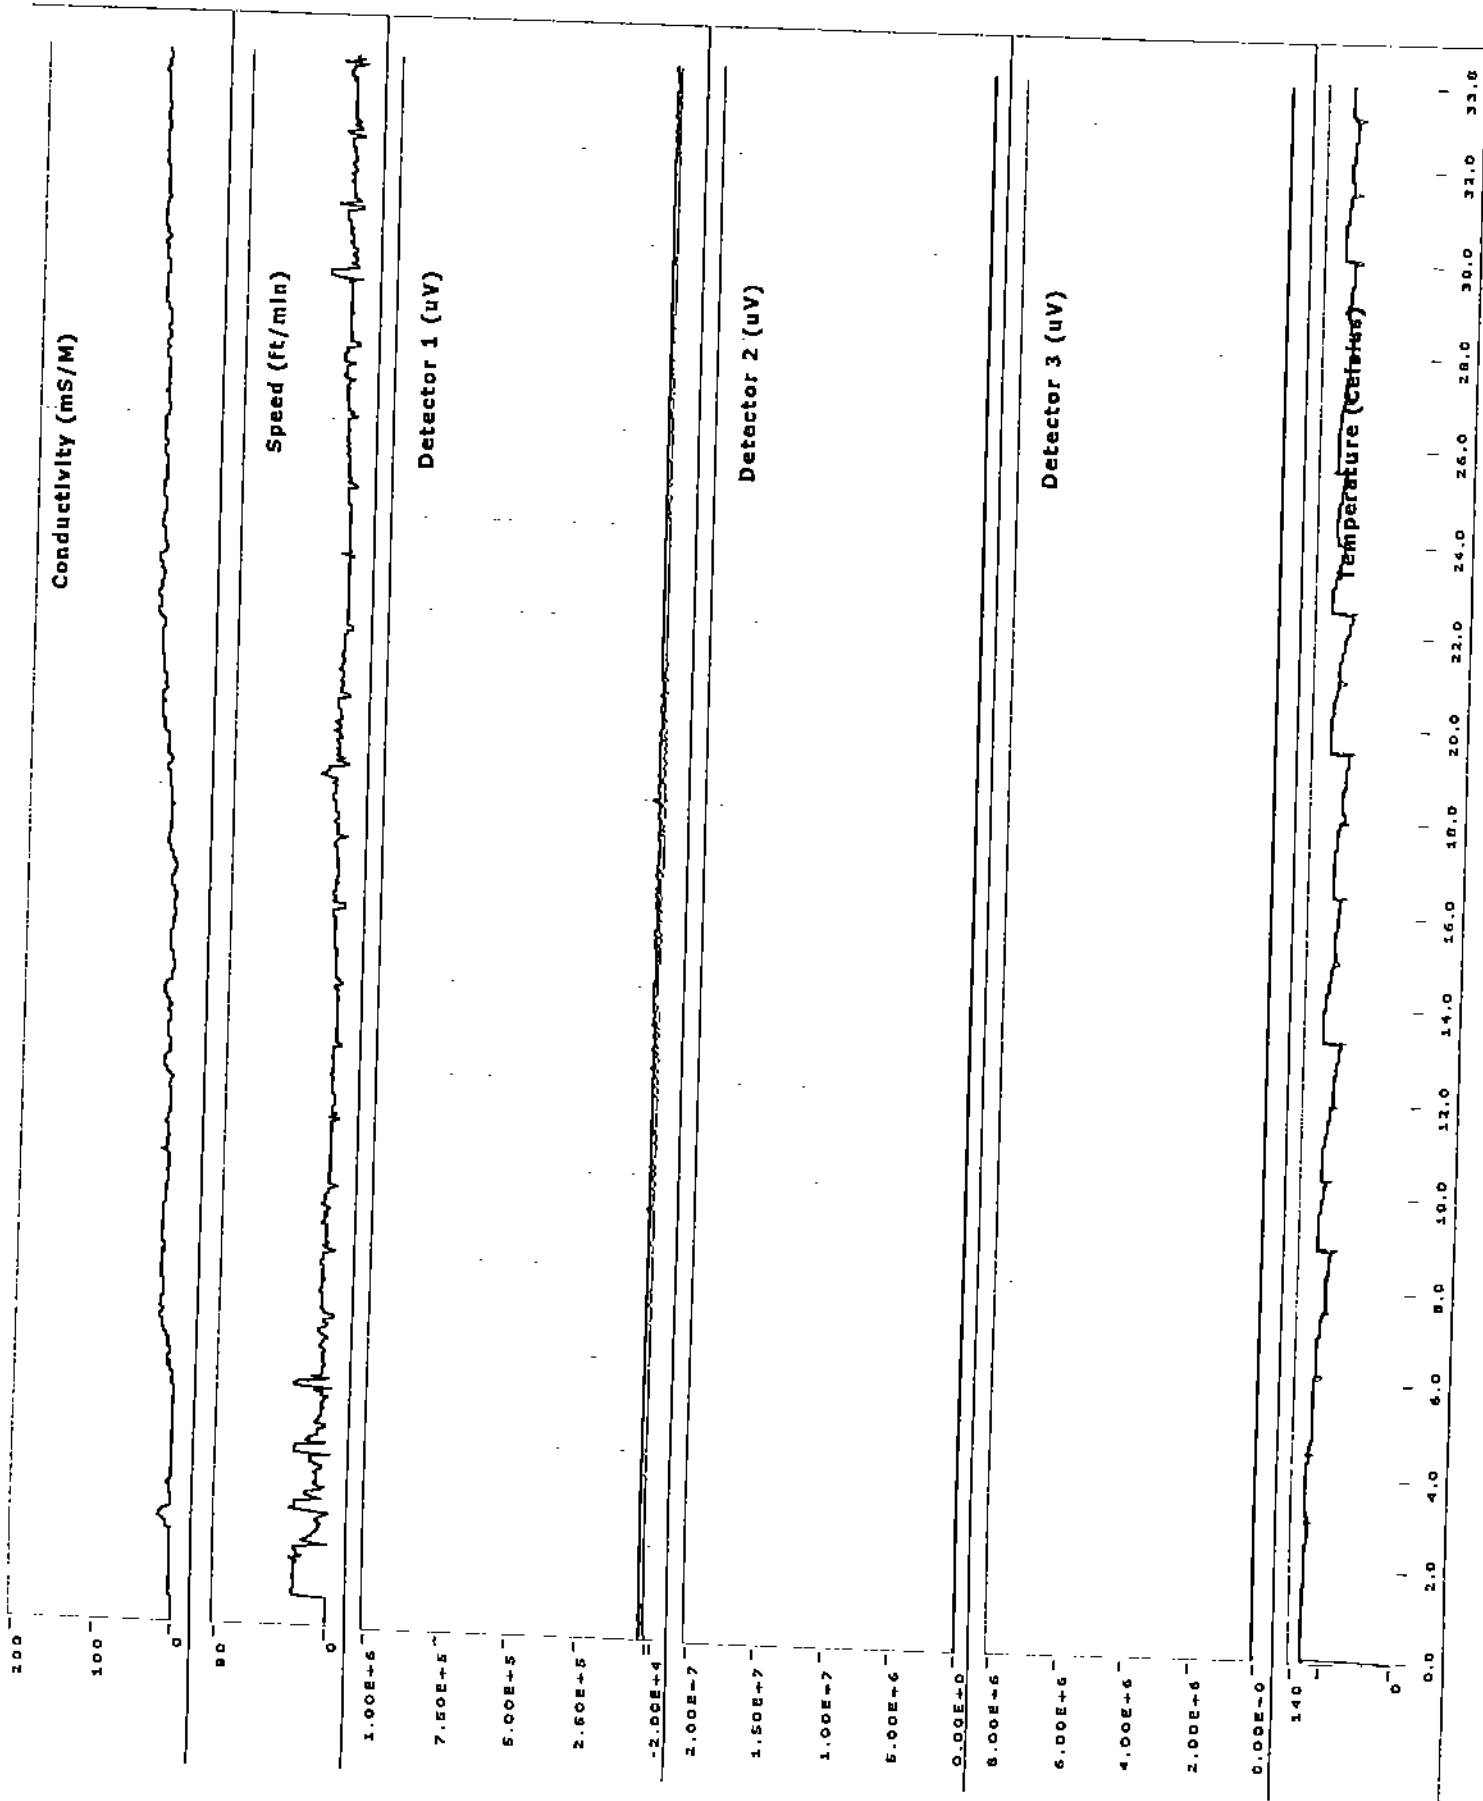 Conductivity (mS/M)
200
100
0
Speed (ft/min)
80
0
Detector 1 (uV)
1.00E+6
7.50E+5
5.00E+5
2.50E+5
-2.00E+4
Detector 2 (uV)
2.00E+7
1.50E+7
1.00E+7
5.00E+6
0.00E+0
Detector 3 (uV)
8.00E+6
6.00E+6
4.00E+6
2.00E+6
0.00E+0
Temperature (Celsius)
140
0
0.0 2.0 4.0 6.0 8.0 10.0 12.0 14.0 16.0 18.0 20.0 22.0 24.0 26.0 28.0 30.0 32.0 33.8